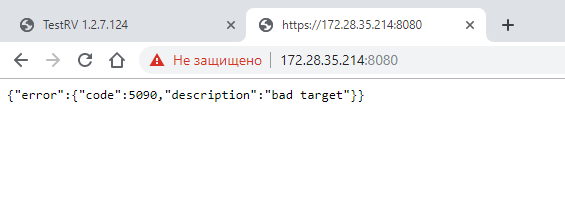 TestRV 1.2.7.124
https://172.28.35.214:8080
Не защищено 172.28.35.214:8080
{"error":{"code":5090,"description":"bad target"}}